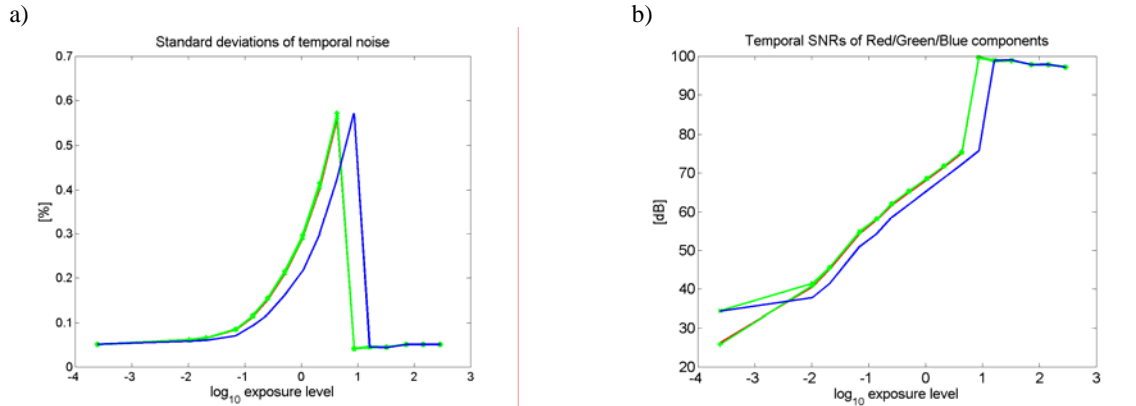 a)
Standard deviations of temporal noise
0.7
0.6
0.5
0.4
0.3
0.2
0.1
0
[%]
-4 -3 -2 -1 0 1 2 3
log10 exposure level
b)
Temporal SNRs of Red/Green/Blue components
100
90
80
70
60
50
40
30
20
[dB]
-4 -3 -2 -1 0 1 2 3
log10 exposure level